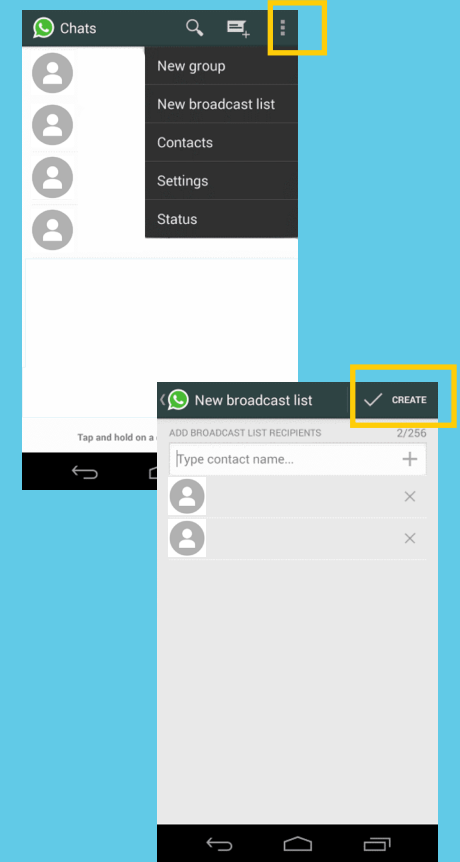 Chats
New group
New broadcast list
Contacts
Settings
Status
Tap and hold on a
New broadcast list
CREATE
ADD BROADCAST LIST RECIPIENTS
2/256
Type contact name...